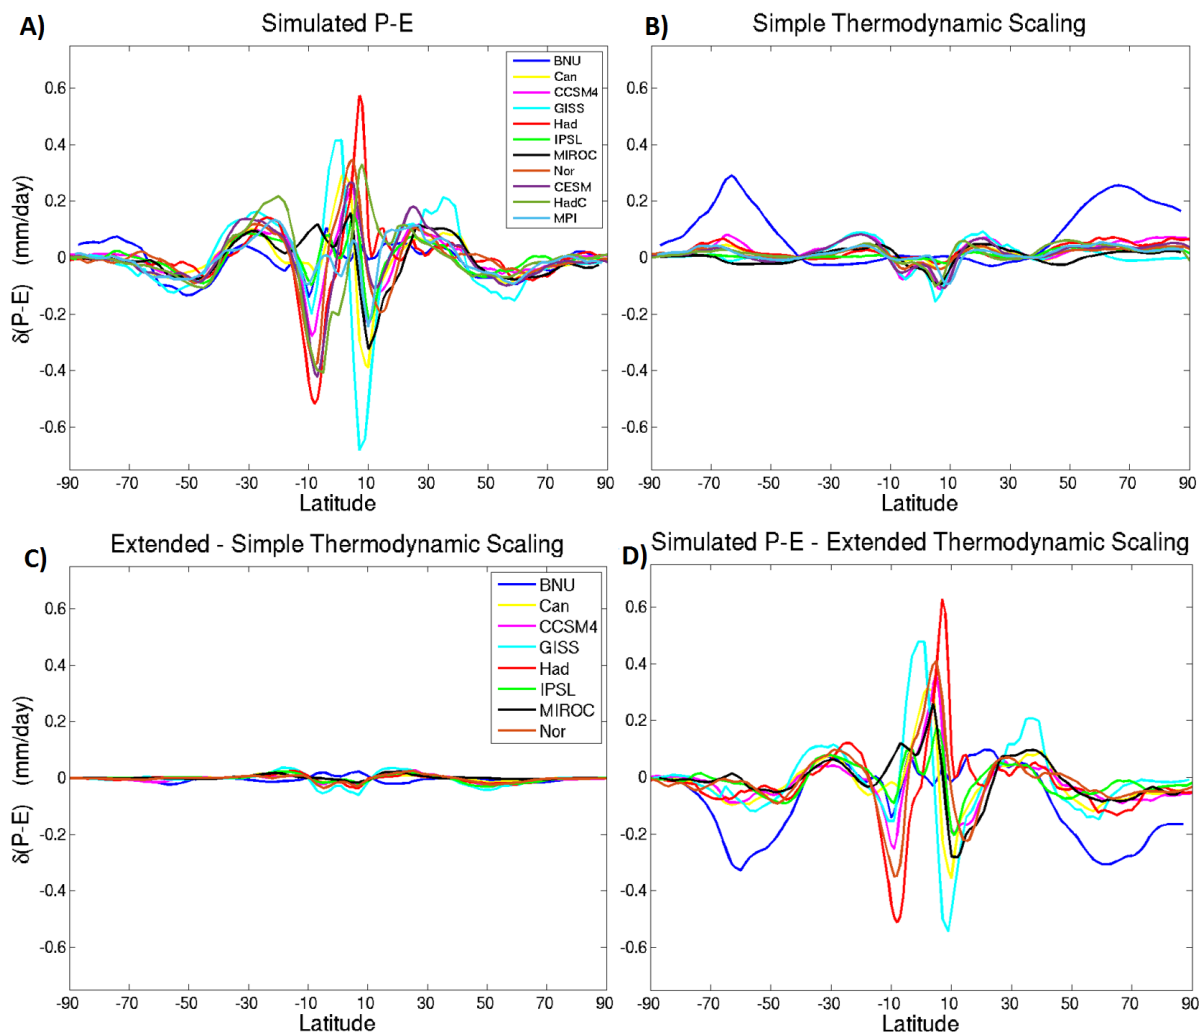 A)
Simulated P-E
δ(P-E) (mm/day)
0.6
0.4
0.2
0
-0.2
-0.4
-0.6
BNU
Can
CCSM4
GISS
Had
IPSL
MIROC
Nor
CESM
HadC
MPI
-90 -70 -50 -30 -10 10 30 50 70 90
Latitude
B)
Simple Thermodynamic Scaling
0.6
0.4
0.2
0
-0.2
-0.4
-0.6
-90 -70 -50 -30 -10 10 30 50 70 90
Latitude
C)
Extended - Simple Thermodynamic Scaling
δ(P-E) (mm/day)
0.6
0.4
0.2
0
-0.2
-0.4
-0.6
BNU
Can
CCSM4
GISS
Had
IPSL
MIROC
Nor
-90 -70 -50 -30 -10 10 30 50 70 90
Latitude
D)
Simulated P-E - Extended Thermodynamic Scaling
0.6
0.4
0.2
0
-0.2
-0.4
-0.6
-90 -70 -50 -30 -10 10 30 50 70 90
Latitude